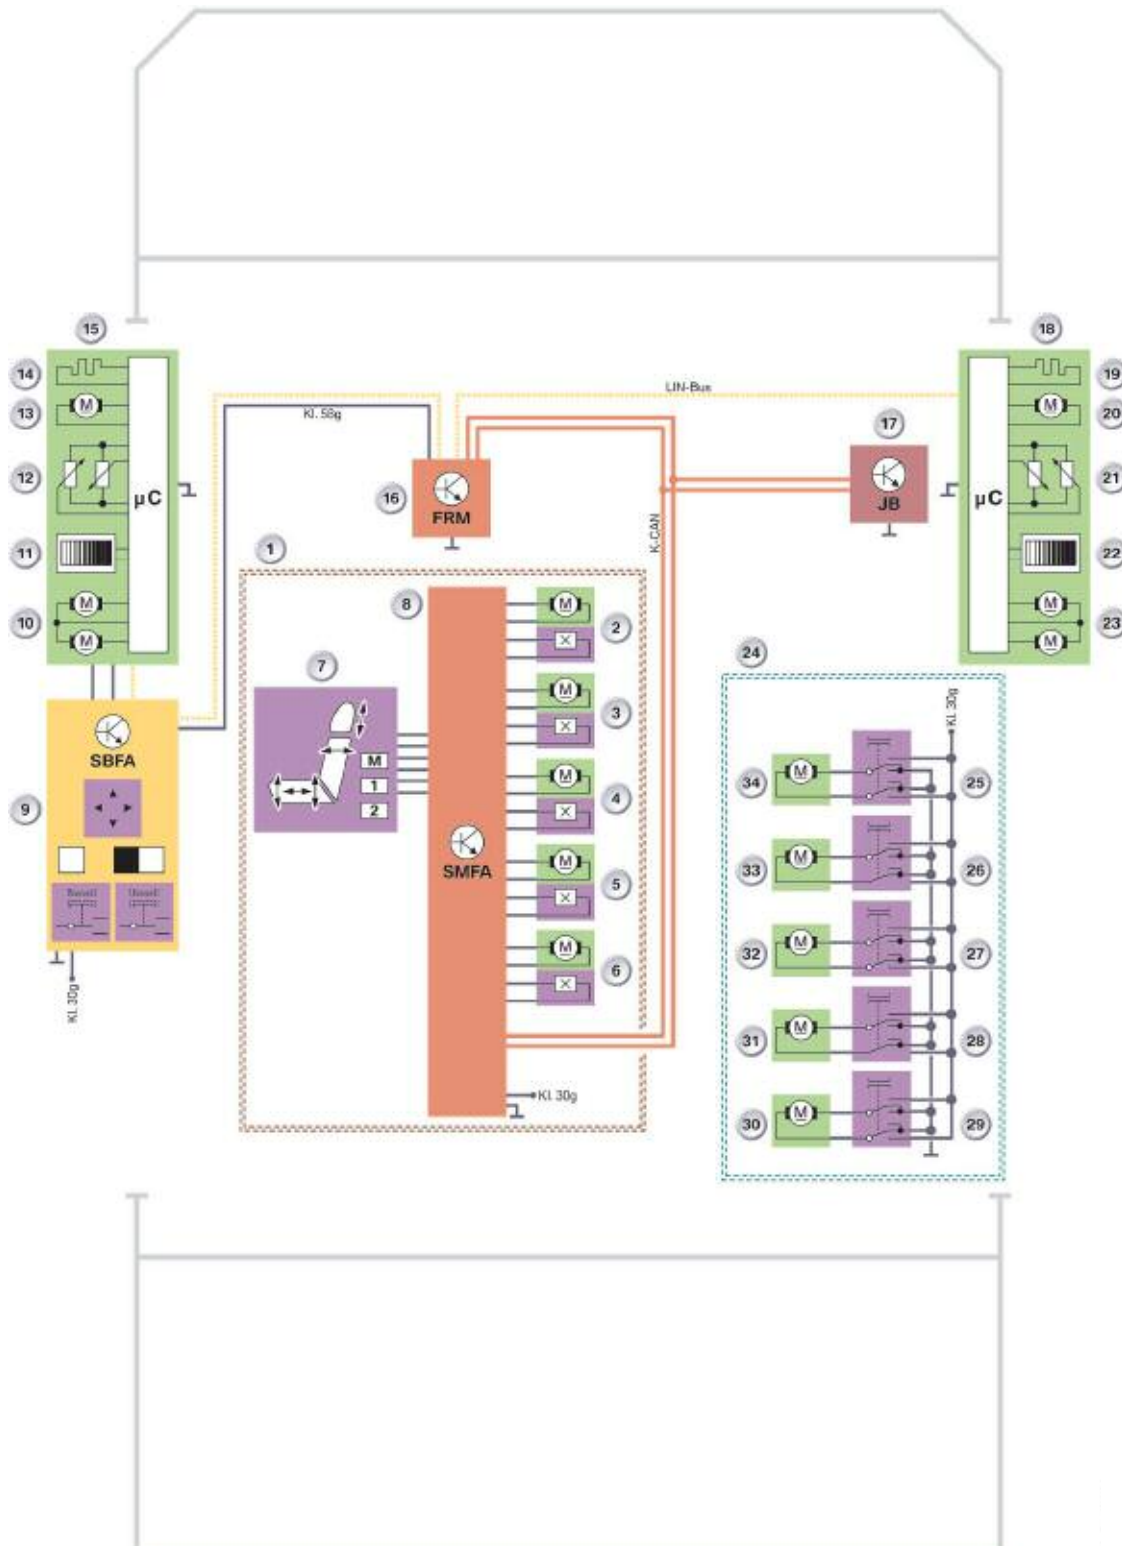 15
18
14
19
LIN-Bus
M
13
Kl. 58g
M
20
17
12
21
µC
µC
16
FRM
JB
K-CAN
11
22
1
8
M
2
M
10
M
23
M
M
24
7
M
3
Kl. 30g
SBFA
M
1
2
M
4
M
34
25
9
SMFA
M
33
26
M
5
M
32
27
M
6
Kl. 30g
M
31
28
Kl. 30g
M
30
29